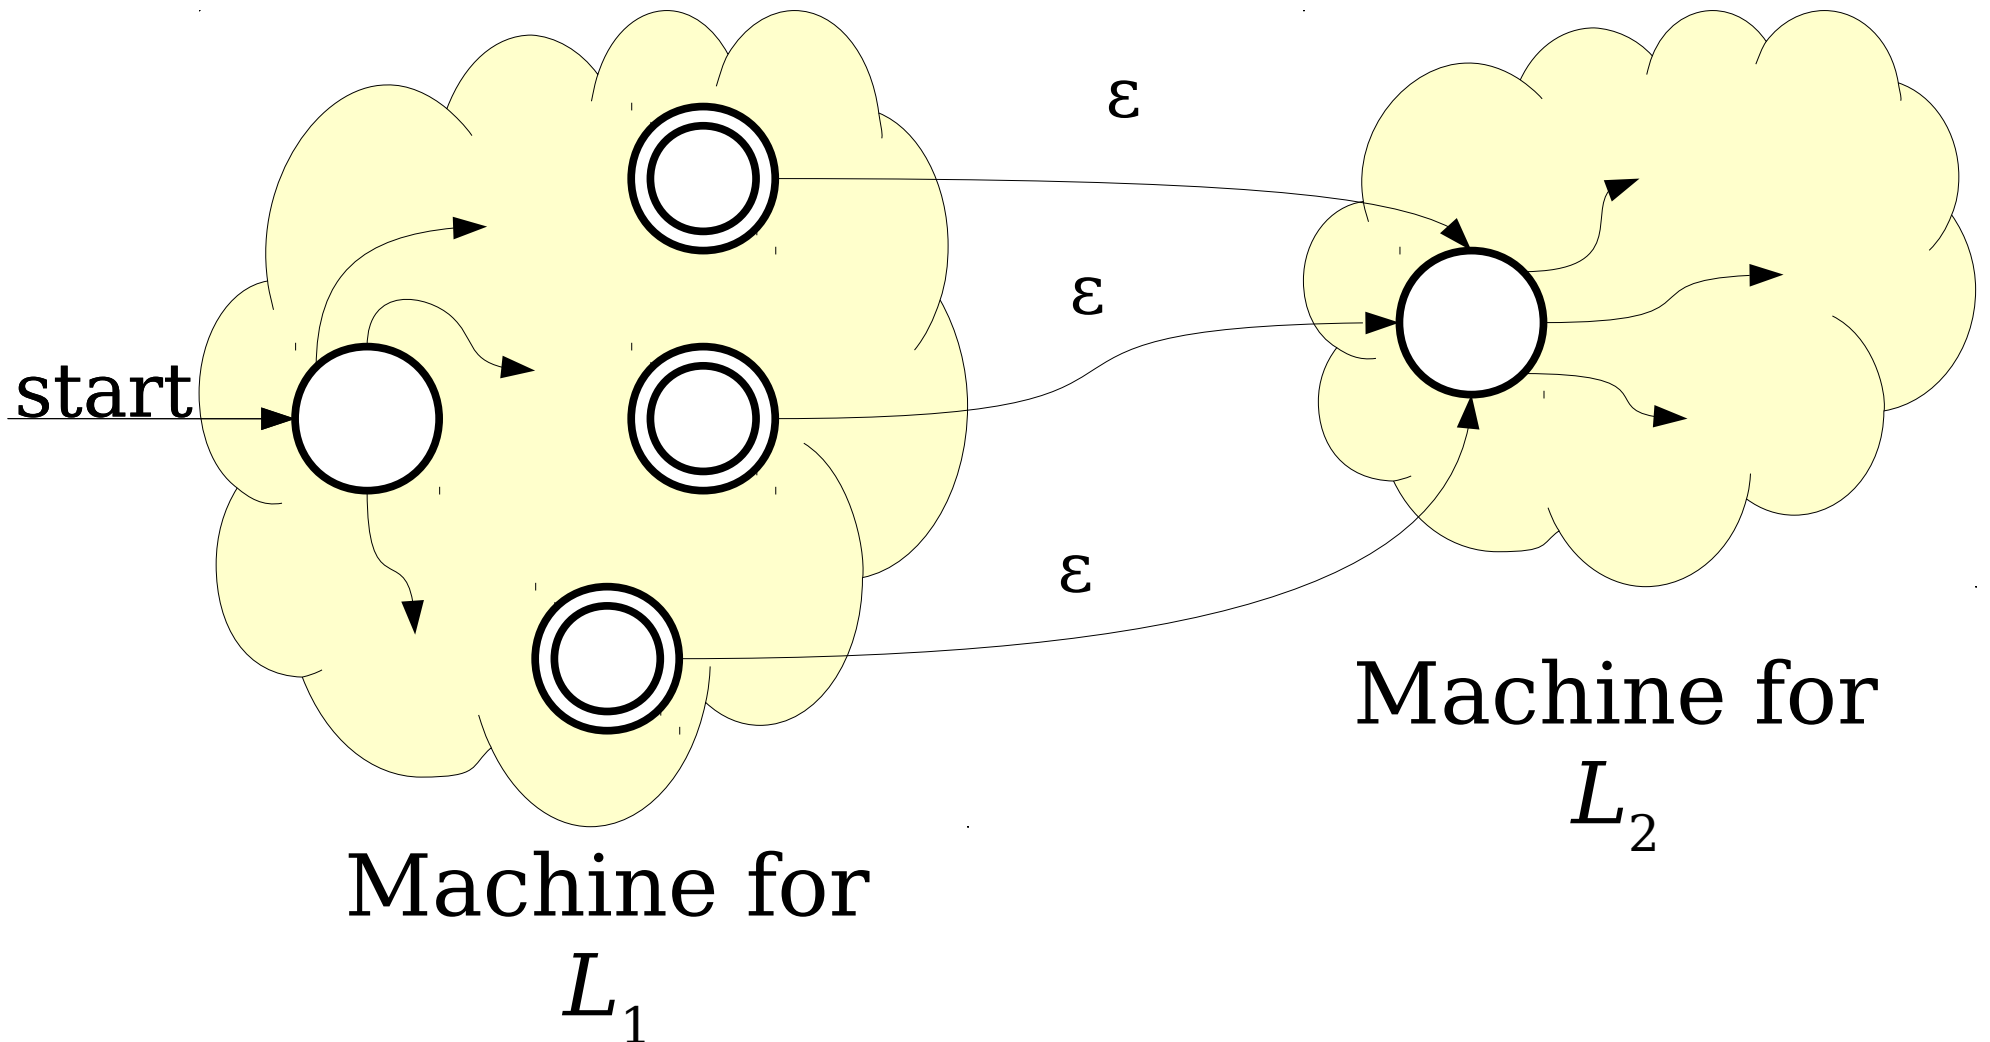 ε
ε
start
ε
Machine for
L₂
Machine for
L₁